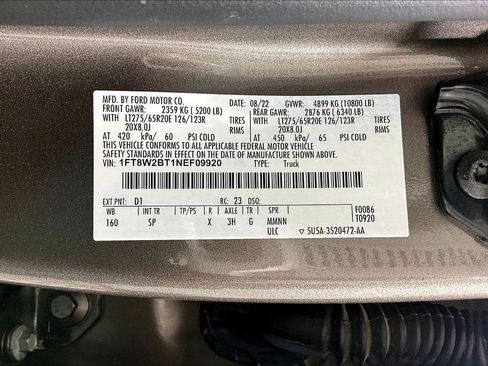 MFD. BY FORD MOTOR CO. DATE: 08/22 GVWR: 4899 KG (10800 LB)
FRONT GAWR: 2359 KG (5200 LB) REAR GAWR: 2876 KG (6340 LB)
WITH LT275/65R20E 126/123R TIRES WITH LT275/65R20E 126/123R TIRES
20X8.0J RIMS 20X8.0J RIMS
AT 420 kPa/ 60 PSI COLD AT 450 kPa/ 65 PSI COLD
THIS VEHICLE CONFORMS TO ALL APPLICABLE FEDERAL MOTOR VEHICLE SAFETY AND BUMPER STANDARDS IN EFFECT ON THE DATE OF MANUFACTURE SHOWN ABOVE.
VIN: 1FT8W2BT1NEF09920 TYPE: Truck
EXT PNT: D1 RC: 23 DSO: F0086
WB INT TR TP/PS R AXLE TR SPR T0920
160 SP X 3H G MMNN
ULC ▽ 5U5A-3520472-AA